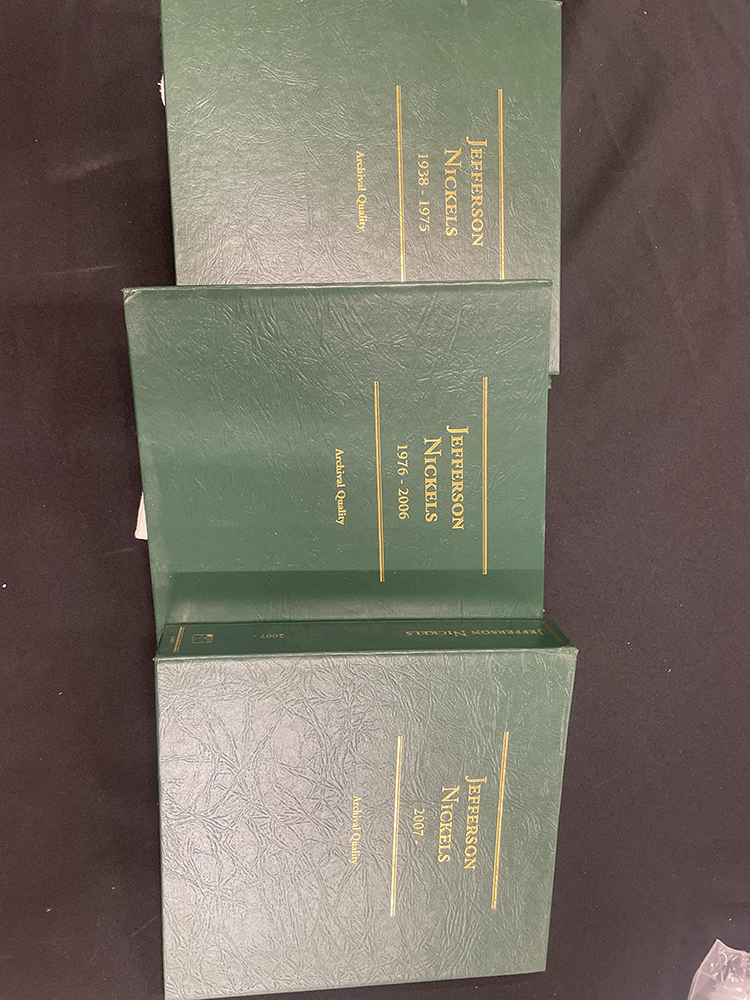 JEFFERSON
NICKELS
1938 - 1975
Archival Quality
JEFFERSON
NICKELS
1976 - 2006
Archival Quality
JEFFERSON NICKELS
2007 -
JEFFERSON
NICKELS
2007 -
Archival Quality